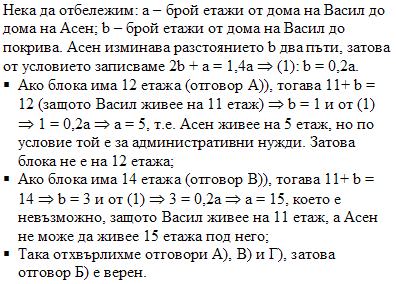 Нека да отбележим: a – брой етажи от дома на Васил до
дома на Асен; b – брой етажи от дома на Васил до
покрива. Асен изминава разстоянието b два пъти, затова
от условието записваме 2b + a = 1,4a ⇒ (1): b = 0,2a.
▪ Ако блока има 12 етажа (отговор А)), тогава 11+ b =
12 (защото Васил живее на 11 етаж) ⇒ b = 1 и от (1)
⇒ 1 = 0,2a ⇒ a = 5, т.е. Асен живее на 5 етаж, но по
условие той е за административни нужди. Затова
блока не е на 12 етажа;
▪ Ако блока има 14 етажа (отговор В)), тогава 11+ b =
14 ⇒ b = 3 и от (1) ⇒ 3 = 0,2a ⇒ a = 15, което е
невъзможно, защото Васил живее на 11 етаж, а Асен
не може да живее 15 етажа под него;
▪ Така отхвърлихме отговори А), В) и Г), затова
отговор Б) е верен.